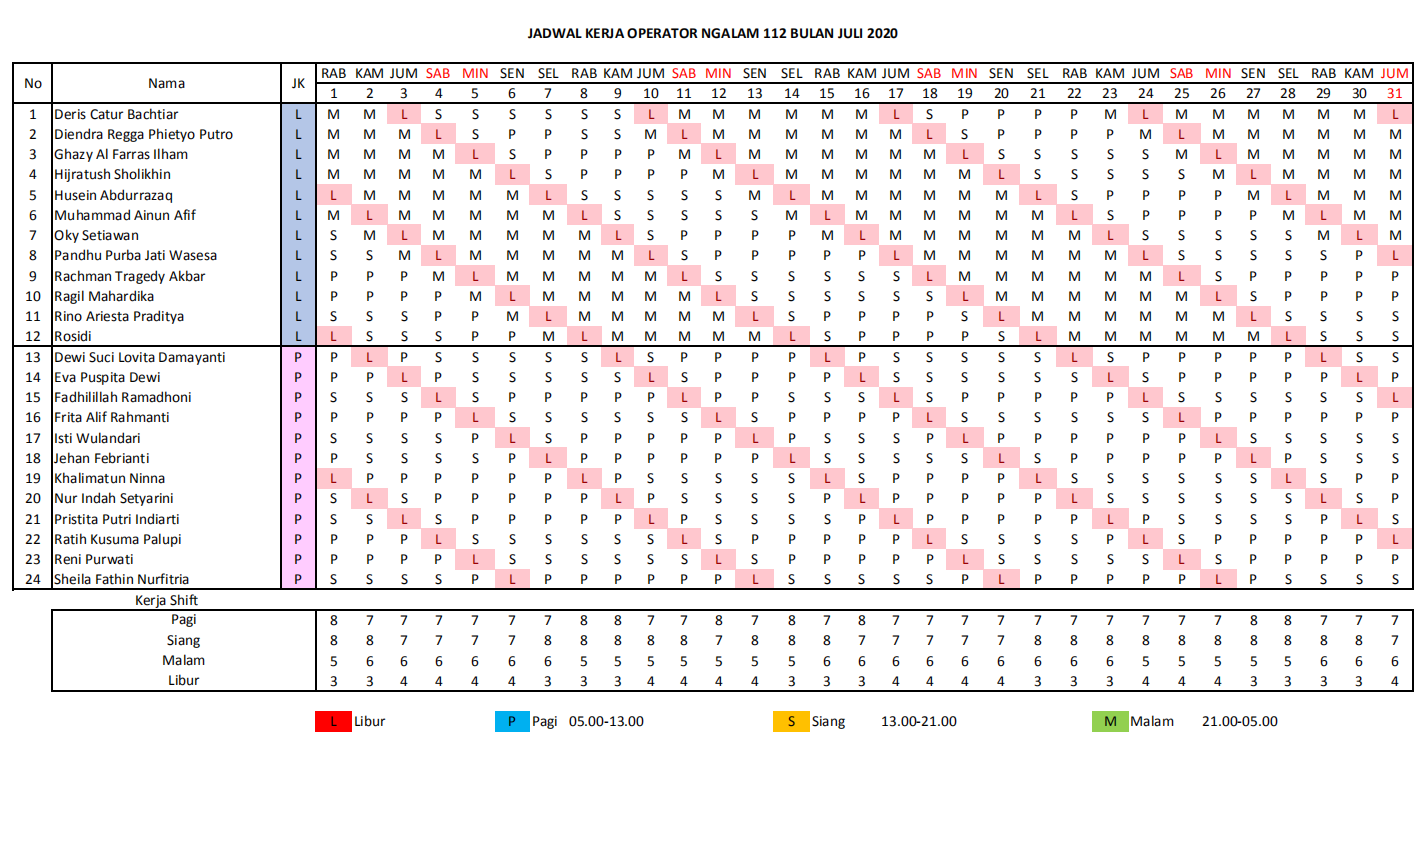 JADWAL KERJA OPERATOR NGALAM 112 BULAN JULI 2020
No Nama JK RAB KAM JUM SAB MIN SEN SEL RAB KAM JUM SAB MIN SEN SEL RAB KAM JUM SAB MIN SEN SEL RAB KAM JUM SAB MIN SEN SEL RAB KAM JUM
1 2 3 4 5 6 7 8 9 10 11 12 13 14 15 16 17 18 19 20 21 22 23 24 25 26 27 28 29 30 31
1 Deris Catur Bachtiar L M M L S S S S S S L M M M M M M L S P P P P M L M M M M M M L
2 Diendra Regga Phietyo Putro L M M M L S P P S S M L M M M M M M L S P P P P M L M M M M M M
3 Ghazy Al Farras Ilham L M M M M L S P P P P M L M M M M M M L S S S S S M L M M M M M
4 Hijratush Sholikhin L M M M M M L S P P P P M L M M M M M M L S S S S S M L M M M M
5 Husein Abdurrazaq L L M M M M M L S S S S S M L M M M M M M L S P P P P M L M M M
6 Muhammad Ainun Afif L M L M M M M M L S S S S S M L M M M M M M L S P P P P M L M M
7 Oky Setiawan L S M L M M M M M L S P P P P M L M M M M M M L S S S S S M L M
8 Pandhu Purba Jati Wasesa L S S M L M M M M M L S P P P P P L M M M M M M L S S S S S P L
9 Rachman Tragedy Akbar L P P P M L M M M M M L S S S S S S L M M M M M M L S P P P P P
10 Ragil Mahardika L P P P P M L M M M M M L S S S S S S L M M M M M M L S P P P P
11 Rino Ariesta Praditya L S S S P P M L M M M M M L S P P P P S L M M M M M M L S S S S
12 Rosidi L L S S S P P M L M M M M M L S P P P P S L M M M M M M L S S S
13 Dewi Suci Lovita Damayanti P P L P S S S S S L S P P P P L P S S S S S L S P P P P P L S S
14 Eva Puspita Dewi P P P L P S S S S S L S P P P P L S S S S S S L S P P P P P L P
15 Fadhilillah Ramadhoni P S S S L S P P P P P L P P S S S L S P P P P P L S S S S S S L
16 Frita Alif Rahmanti P P P P P L S S S S S S L S P P P P L S S S S S S L P P P P P P
17 Isti Wulandari P S S S S P L S P P P P P L P S S S P L P P P P P P L S S S S S
18 Jehan Febrianti P P S S S S P L P P P P P P L S S S S S L S P P P P P L P S S S
19 Khalimatun Ninna P L P P P P P P L P S S S S S L S P P P P L S S S S S S L S P P
20 Nur Indah Setyarini P S L S P P P P P L P S S S S P L P P P P P L S S S S S S L S P
21 Pristita Putri Indiarti P S S L S P P P P P L P S S S S P L P P P P P L P S S S S S L S
22 Ratih Kusuma Palupi P P P P L S S S S S S L S P P P P P L S S S S S P L S P P P P L
23 Reni Purwati P P P P P L S S S S S S L S P P P P P L S S S S S L S P P P P P
24 Sheila Fathin Nurfitria P S S S S P L P P P P P P L S S S S S P L P P P P P L P S S S S
Kerja Shift
Pagi 8 7 7 7 7 7 7 8 8 7 7 8 7 8 7 8 7 7 7 7 7 7 7 7 7 7 8 8 7 7 7
Siang 8 8 7 7 7 7 8 8 8 8 8 7 8 8 8 7 7 7 7 7 8 8 8 8 8 8 8 8 8 8 7
Malam 5 6 6 6 6 6 6 5 5 5 5 5 5 5 6 6 6 6 6 6 6 6 6 5 5 5 5 5 6 6 6
Libur 3 3 4 4 4 4 3 3 3 4 4 4 4 3 3 3 4 4 4 4 3 3 3 4 4 4 3 3 3 3 4
L Libur P Pagi 05.00-13.00 S Siang 13.00-21.00 M Malam 21.00-05.00